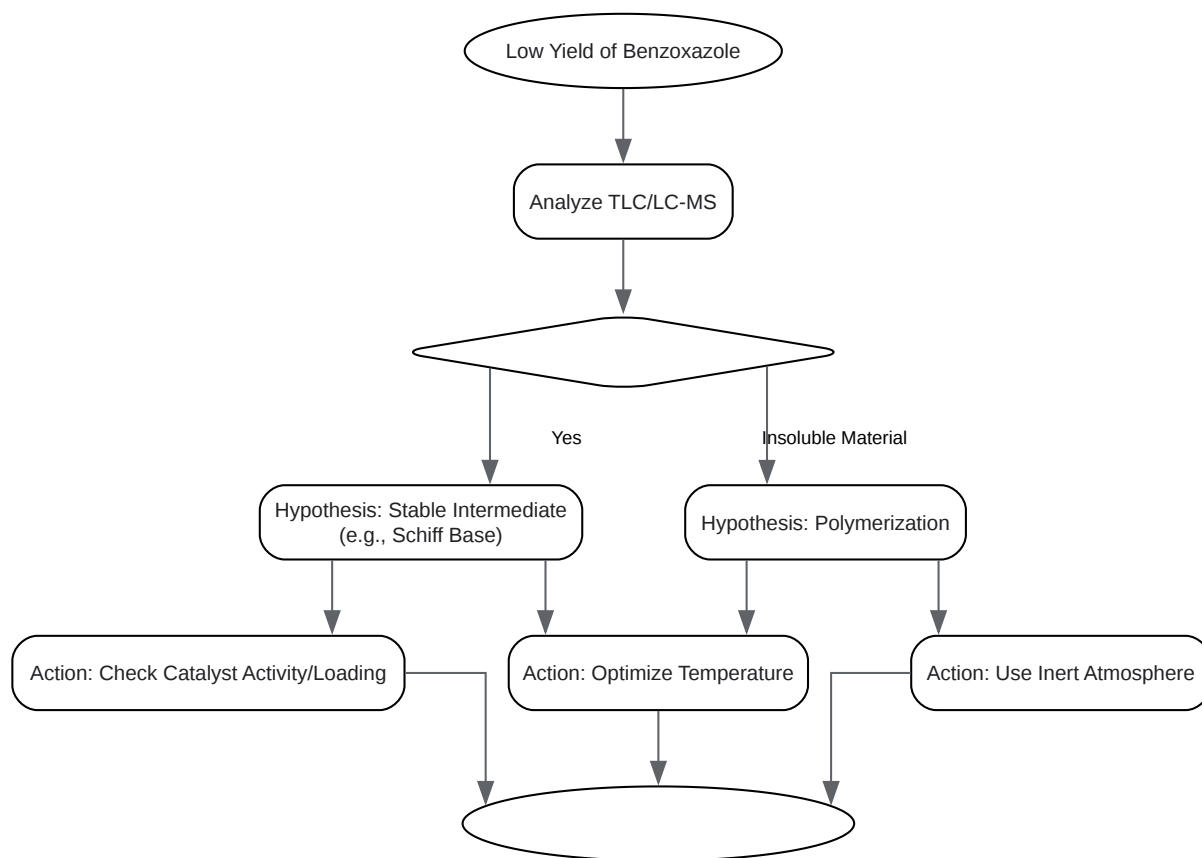 Low Yield of Benzoxazole
Analyze TLC/LC-MS
Yes
Insoluble Material
Hypothesis: Stable Intermediate
(e.g., Schiff Base)
Hypothesis: Polymerization
Action: Check Catalyst Activity/Loading
Action: Optimize Temperature
Action: Use Inert Atmosphere